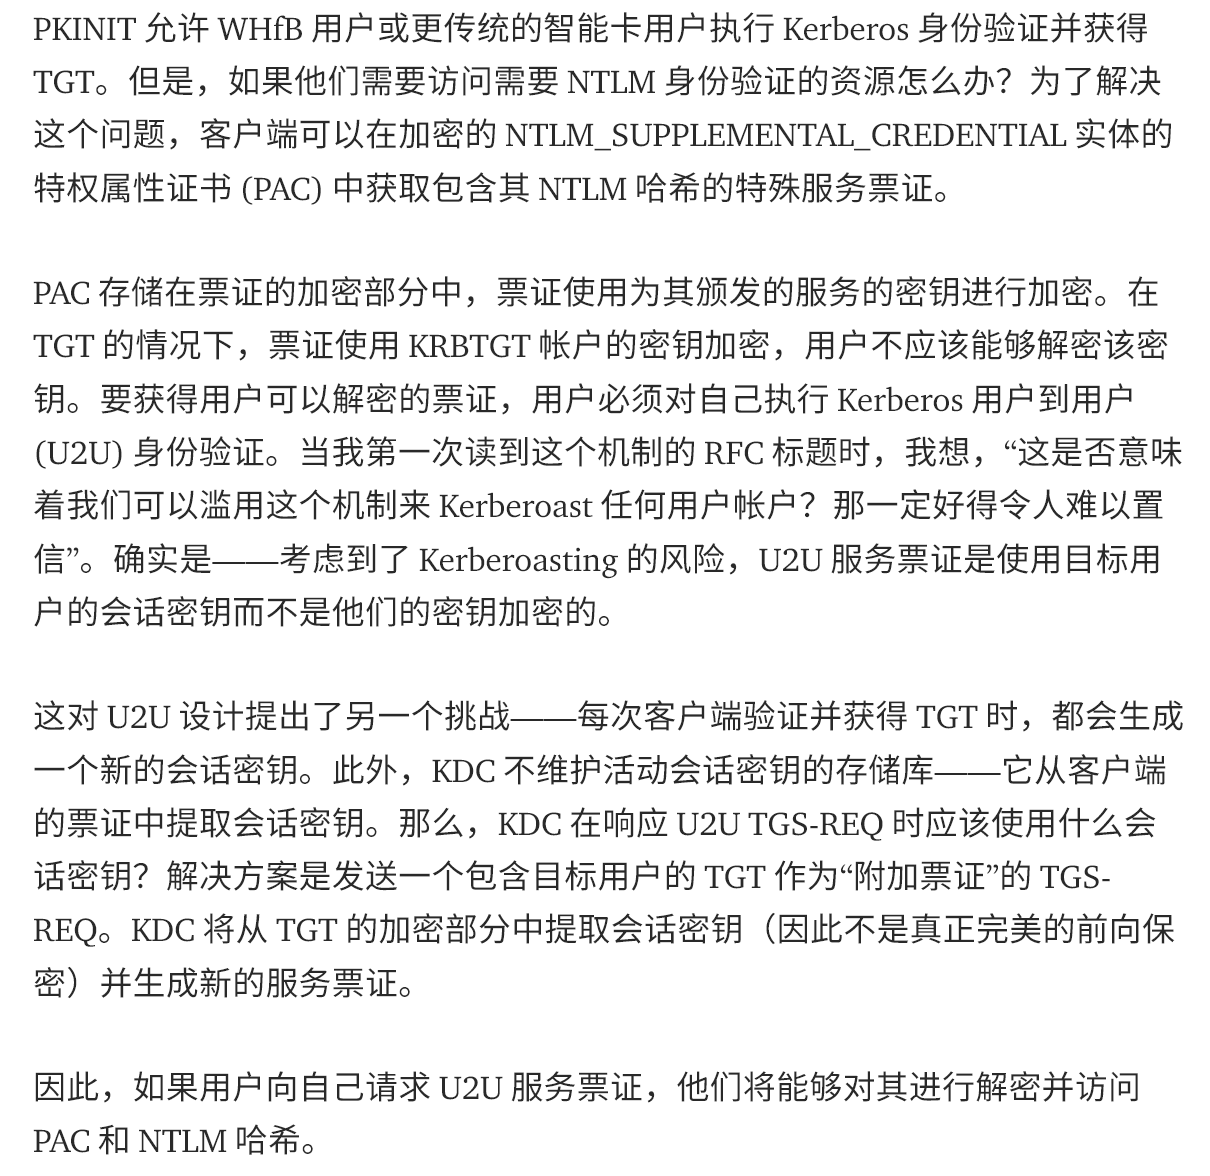 PKINIT 允许 WHfB 用户或更传统的智能卡用户执行 Kerberos 身份验证并获得
TGT。但是，如果他们需要访问需要 NTLM 身份验证的资源怎么办？为了解决
这个问题，客户端可以在加密的 NTLM_SUPPLEMENTAL_CREDENTIAL 实体的
特权属性证书 (PAC) 中获取包含其 NTLM 哈希的特殊服务票证。
PAC 存储在票证的加密部分中，票证使用为其颁发的服务的密钥进行加密。在
TGT 的情况下，票证使用 KRBTGT 帐户的密钥加密，用户不应该能够解密该密
钥。要获得用户可以解密的票证，用户必须对自己执行 Kerberos 用户到用户
(U2U) 身份验证。当我第一次读到这个机制的 RFC 标题时，我想，“这是否意味
着我们可以滥用这个机制来 Kerberoast 任何用户帐户？那一定好得令人难以置
信”。确实是——考虑到了 Kerberoasting 的风险，U2U 服务票证是使用目标用
户的会话密钥而不是他们的密钥加密的。
这对 U2U 设计提出了另一个挑战——每次客户端验证并获得 TGT 时，都会生成
一个新的会话密钥。此外，KDC 不维护活动会话密钥的存储库——它从客户端
的票证中提取会话密钥。那么，KDC 在响应 U2U TGS-REQ 时应该使用什么会
话密钥？解决方案是发送一个包含目标用户的 TGT 作为“附加票证”的 TGS-
REQ。KDC 将从 TGT 的加密部分中提取会话密钥（因此不是真正完美的前向保
密）并生成新的服务票证。
因此，如果用户向自己请求 U2U 服务票证，他们将能够对其进行解密并访问
PAC 和 NTLM 哈希。